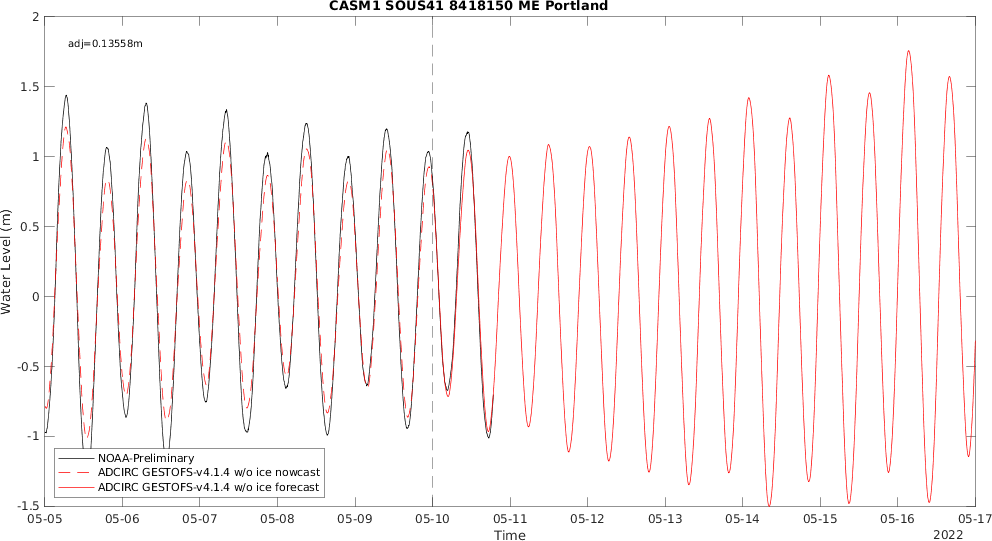 CASM1 SOUS41 8418150 ME Portland
adj=0.13558m
2
1.5
1
0.5
0
-0.5
-1
-1.5
Water Level (m)
NOAA-Preliminary
ADCIRC GESTOFS-v4.1.4 w/o ice nowcast
ADCIRC GESTOFS-v4.1.4 w/o ice forecast
05-05 05-06 05-07 05-08 05-09 05-10 05-11 05-12 05-13 05-14 05-15 05-16 05-17
Time
2022